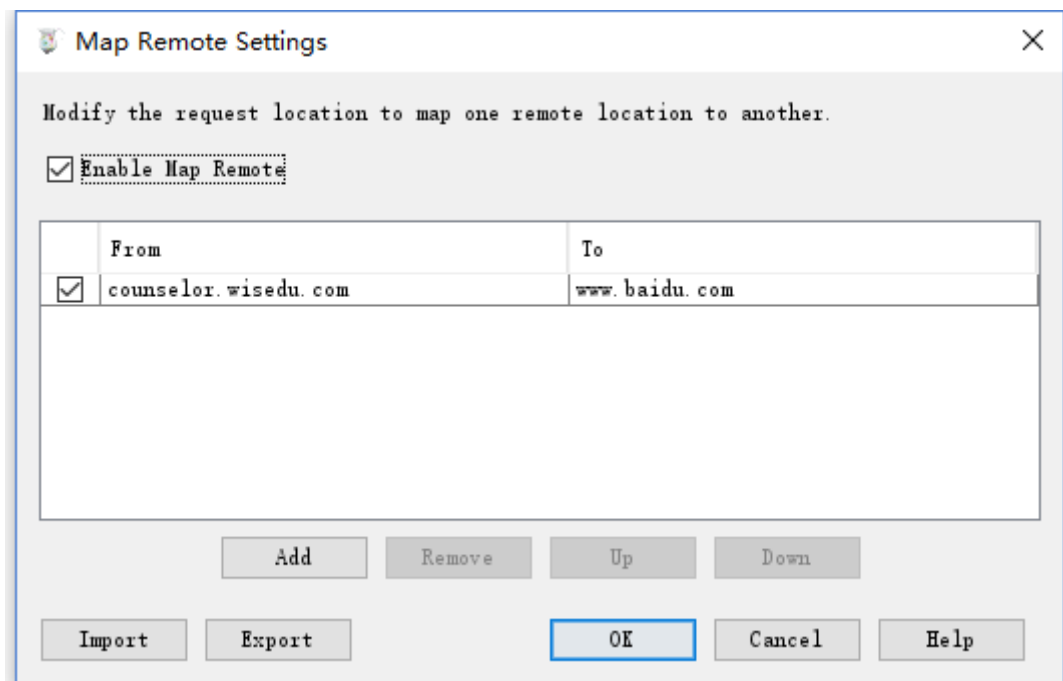 Map Remote Settings
Modify the request location to map one remote location to another.
Enable Map Remote
From To
counselor.wisedu.com www.baidu.com
Add Remove Up Down
Import Export OK Cancel Help